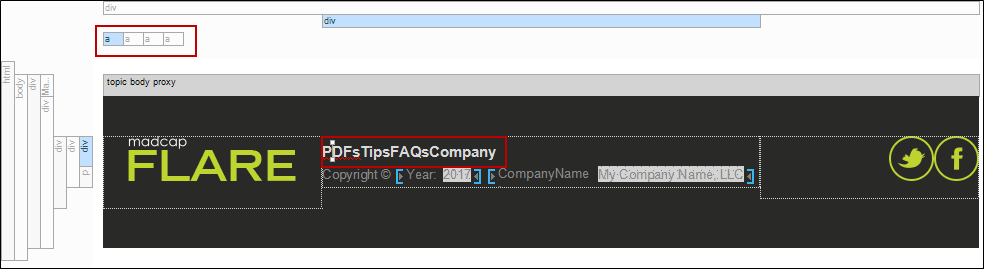 div
div
a a a a
html
body
div
Ma...
div
topic body proxy
div
div
div
p
madcap
FLARE
PDFsTipsFAQsCompany
Copyright © Year: 2017 CompanyName My Company Name, LLC
f